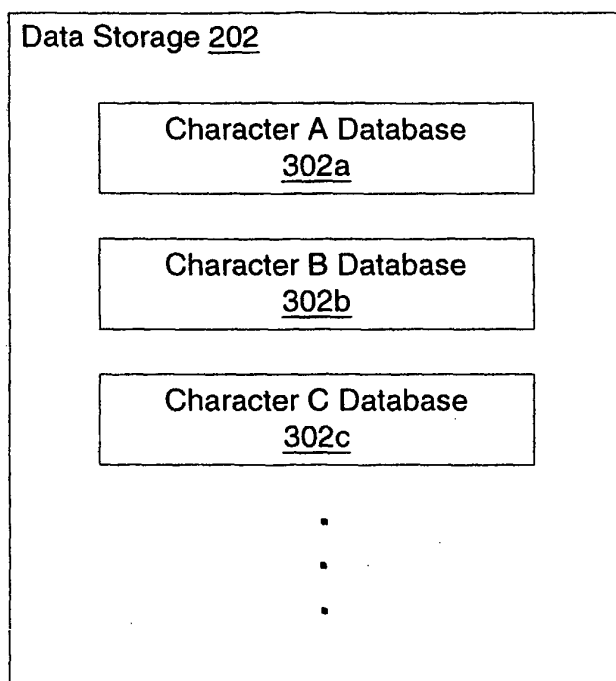 Data Storage 202
Character A Database
302a
Character B Database
302b
Character C Database
302c